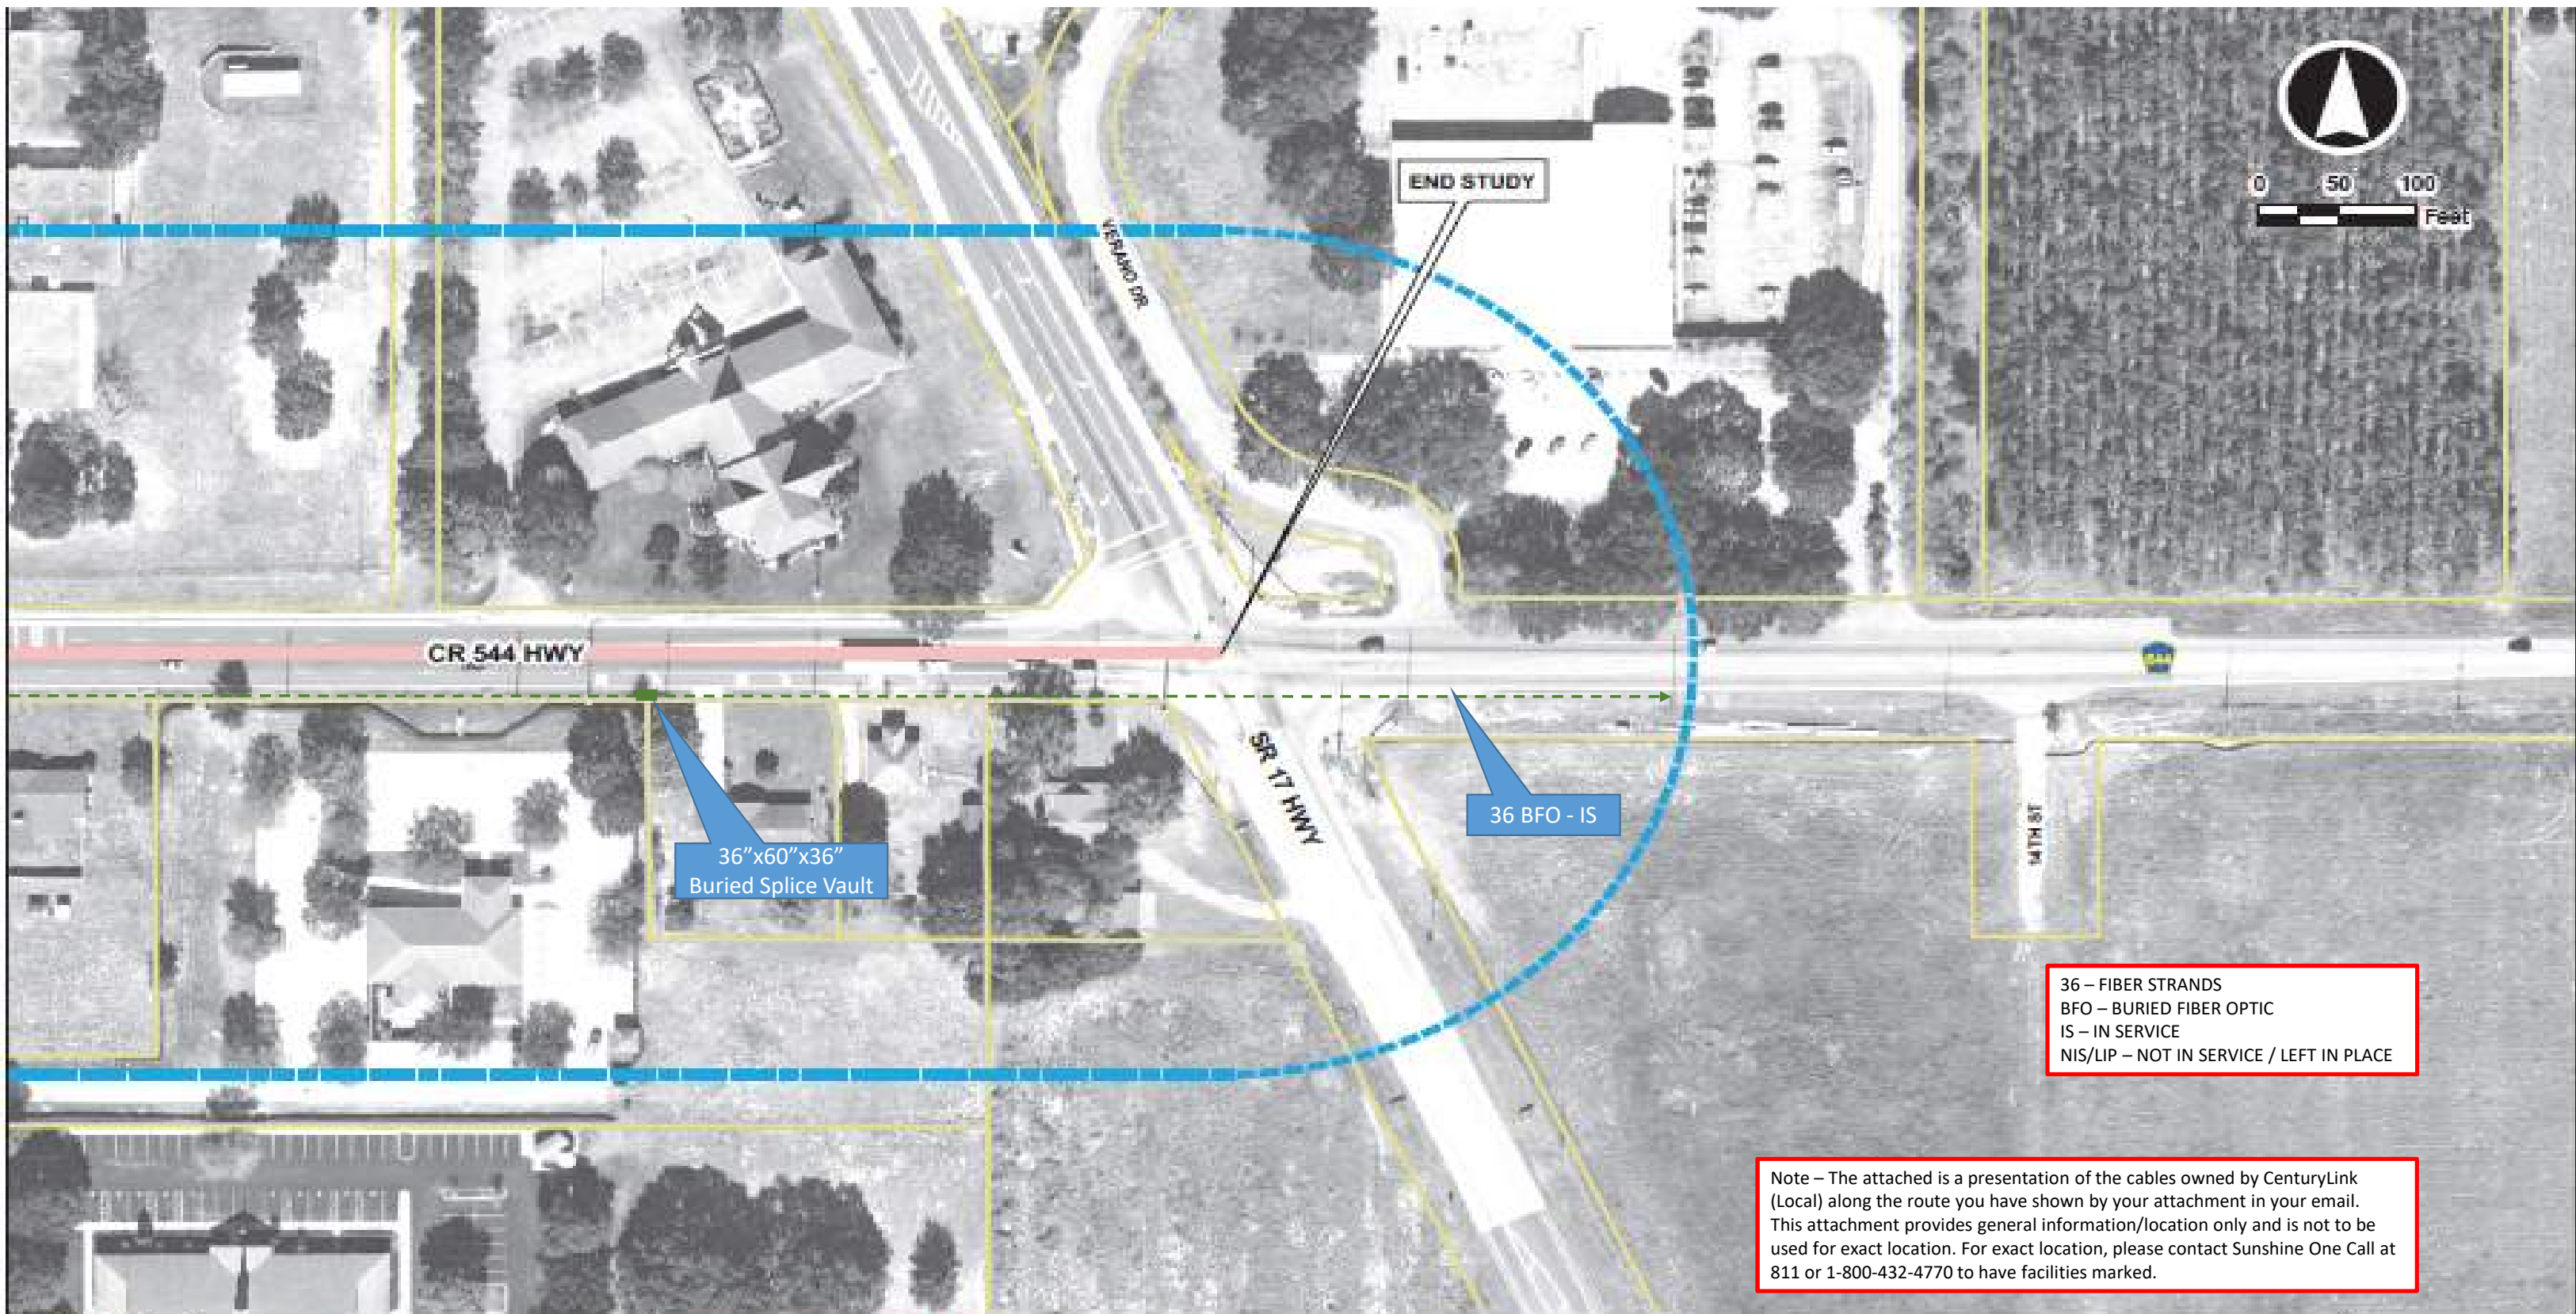 END STUDY
0 50 100
Feet
VERANO DR
CR 544 HWY
SR 17 HWY
36 BFO - IS
36”x60”x36”
Buried Splice Vault
14TH ST
36 – FIBER STRANDS
BFO – BURIED FIBER OPTIC
IS – IN SERVICE
NIS/LIP – NOT IN SERVICE / LEFT IN PLACE
Note – The attached is a presentation of the cables owned by CenturyLink
(Local) along the route you have shown by your attachment in your email.
This attachment provides general information/location only and is not to be
used for exact location. For exact location, please contact Sunshine One Call at
811 or 1-800-432-4770 to have facilities marked.